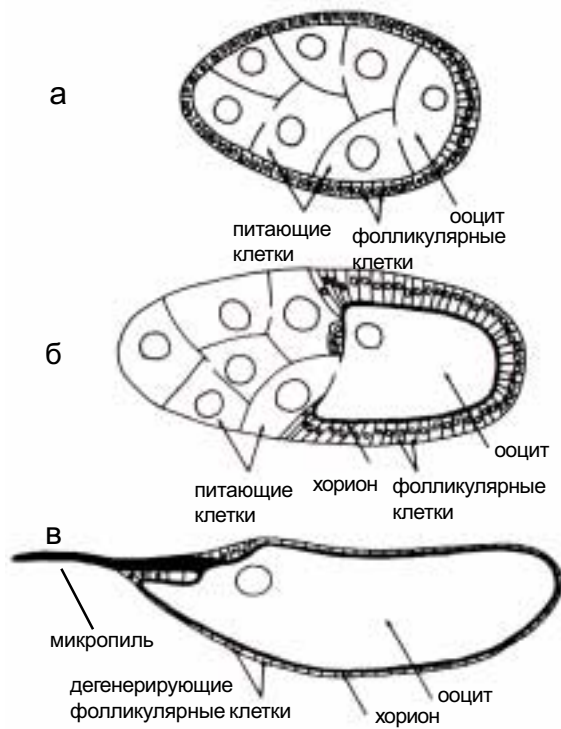 а
питающие
клетки
ооцит
фолликулярные
клетки
б
питающие
клетки
хорион
ооцит
фолликулярные
клетки
в
микропиль
дегенерирующие
фолликулярные клетки
ооцит
хорион